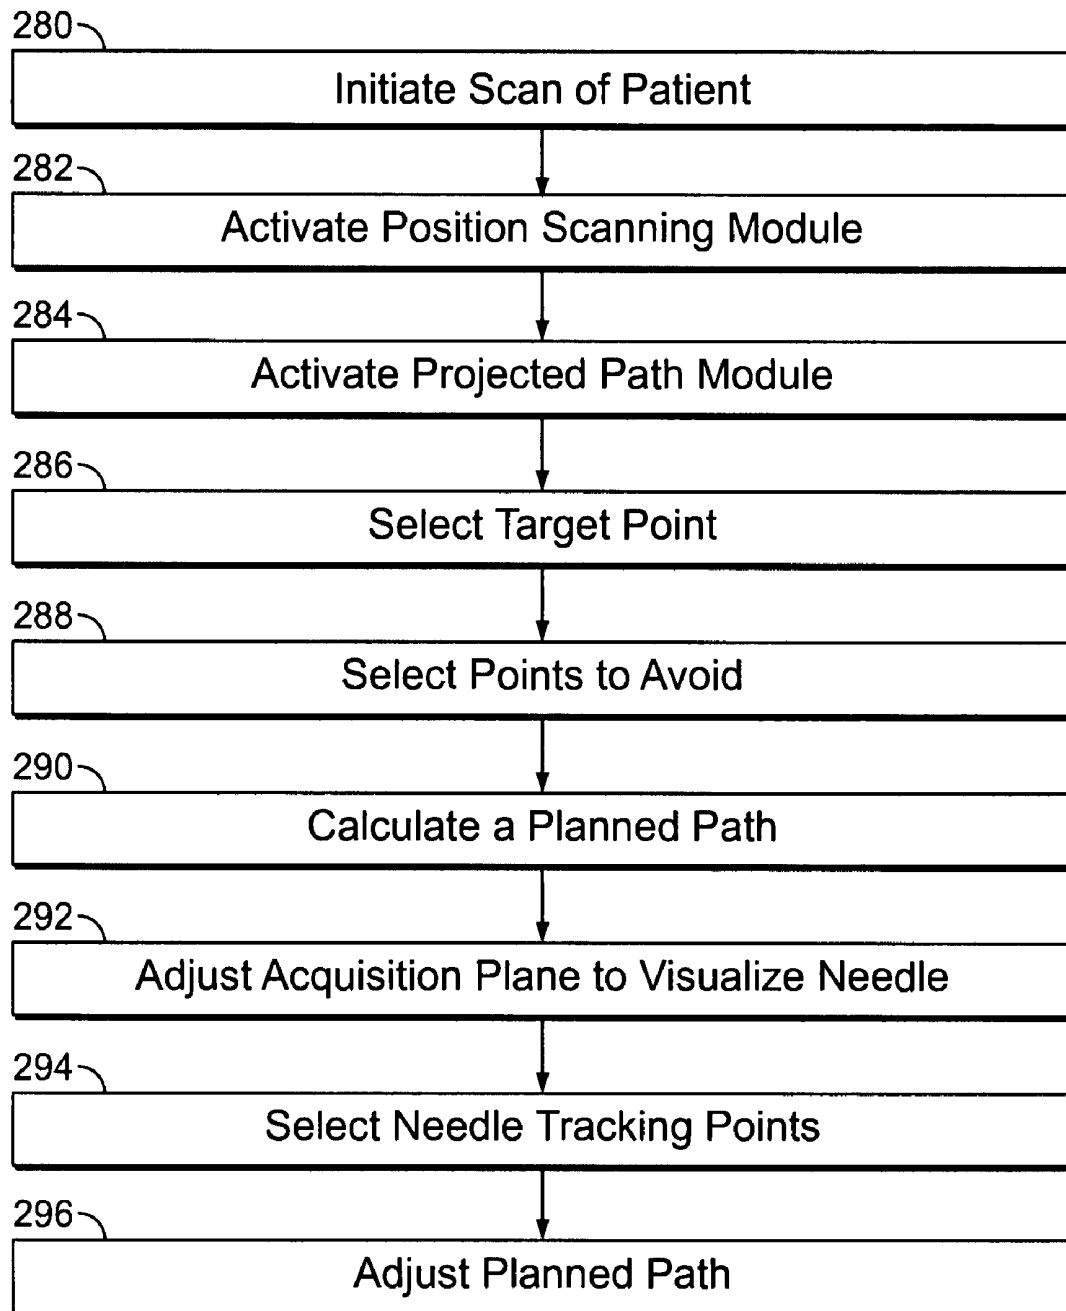 280
Initiate Scan of Patient
282
Activate Position Scanning Module
284
Activate Projected Path Module
286
Select Target Point
288
Select Points to Avoid
290
Calculate a Planned Path
292
Adjust Acquisition Plane to Visualize Needle
294
Select Needle Tracking Points
296
Adjust Planned Path